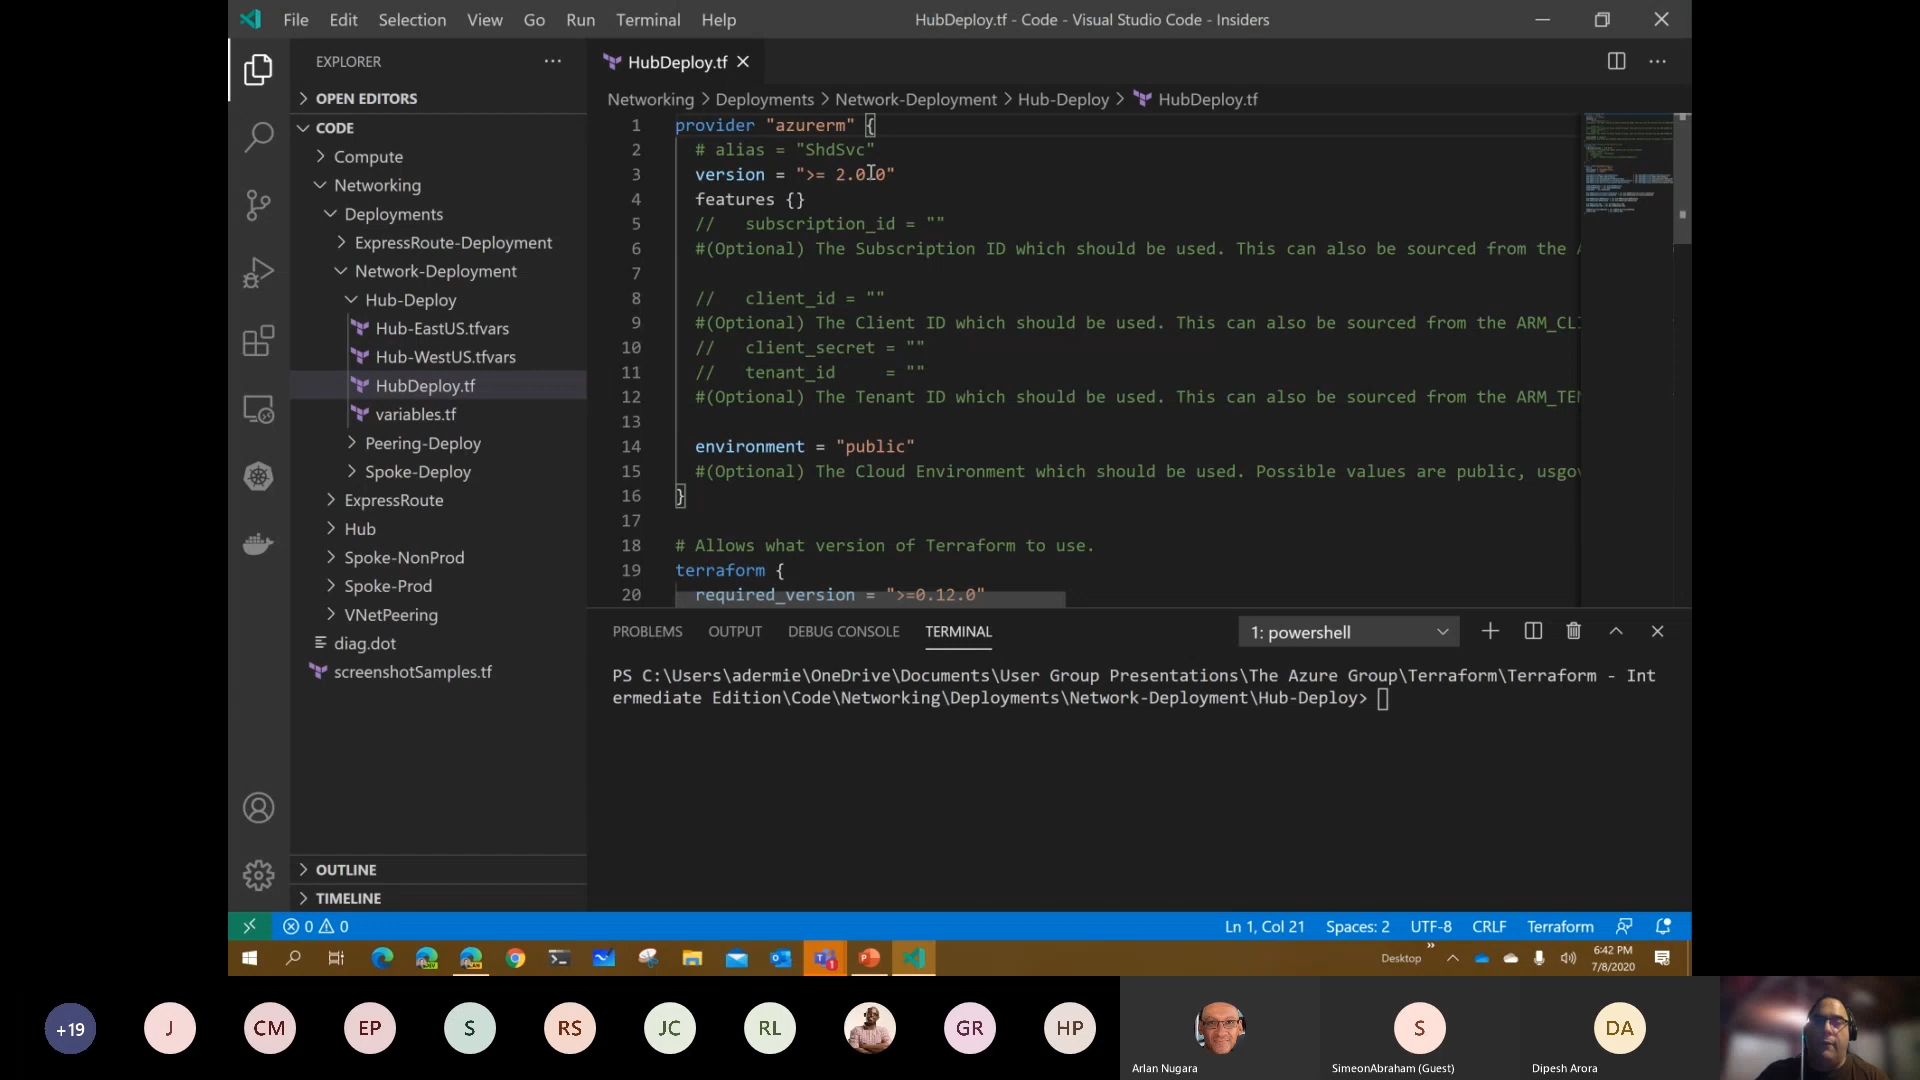 File Edit Selection View Go Run Terminal Help
HubDeploy.tf - Code - Visual Studio Code - Insiders
EXPLORER
OPEN EDITORS
CODE
Compute
Networking
Deployments
ExpressRoute-Deployment
Network-Deployment
Hub-Deploy
Hub-EastUS.tfvars
Hub-WestUS.tfvars
HubDeploy.tf
variables.tf
Peering-Deploy
Spoke-Deploy
ExpressRoute
Hub
Spoke-NonProd
Spoke-Prod
VNetPeering
diag.dot
screenshotSamples.tf
OUTLINE
TIMELINE
HubDeploy.tf
Networking > Deployments > Network-Deployment > Hub-Deploy > HubDeploy.tf
1 provider "azurerm" {
2 # alias = "ShdSvc"
3 version = ">= 2.0.0"
4 features {}
5 // subscription_id = ""
6 #(Optional) The Subscription ID which should be used. This can also be sourced from the
7
8 // client_id = ""
9 #(Optional) The Client ID which should be used. This can also be sourced from the ARM_CLI
10 // client_secret = ""
11 // tenant_id = ""
12 #(Optional) The Tenant ID which should be used. This can also be sourced from the ARM_TEN
13
14 environment = "public"
15 #(Optional) The Cloud Environment which should be used. Possible values are public, usgov
16 }
17
18 # Allows what version of Terraform to use.
19 terraform {
20 required_version = ">=0.12.0"
PROBLEMS OUTPUT DEBUG CONSOLE TERMINAL
1: powershell
PS C:\Users\adermie\OneDrive\Documents\User Group Presentations\The Azure Group\Terraform\Terraform - Int
ermediate Edition\Code\Networking\Deployments\Network-Deployment\Hub-Deploy>
0 0
Ln 1, Col 21 Spaces: 2 UTF-8 CRLF Terraform
Desktop
6:42 PM
7/8/2020
+19 J CM EP S RS JC RL GR HP
S DA
Arlan Nugara
SimeonAbraham (Guest)
Dipesh Arora